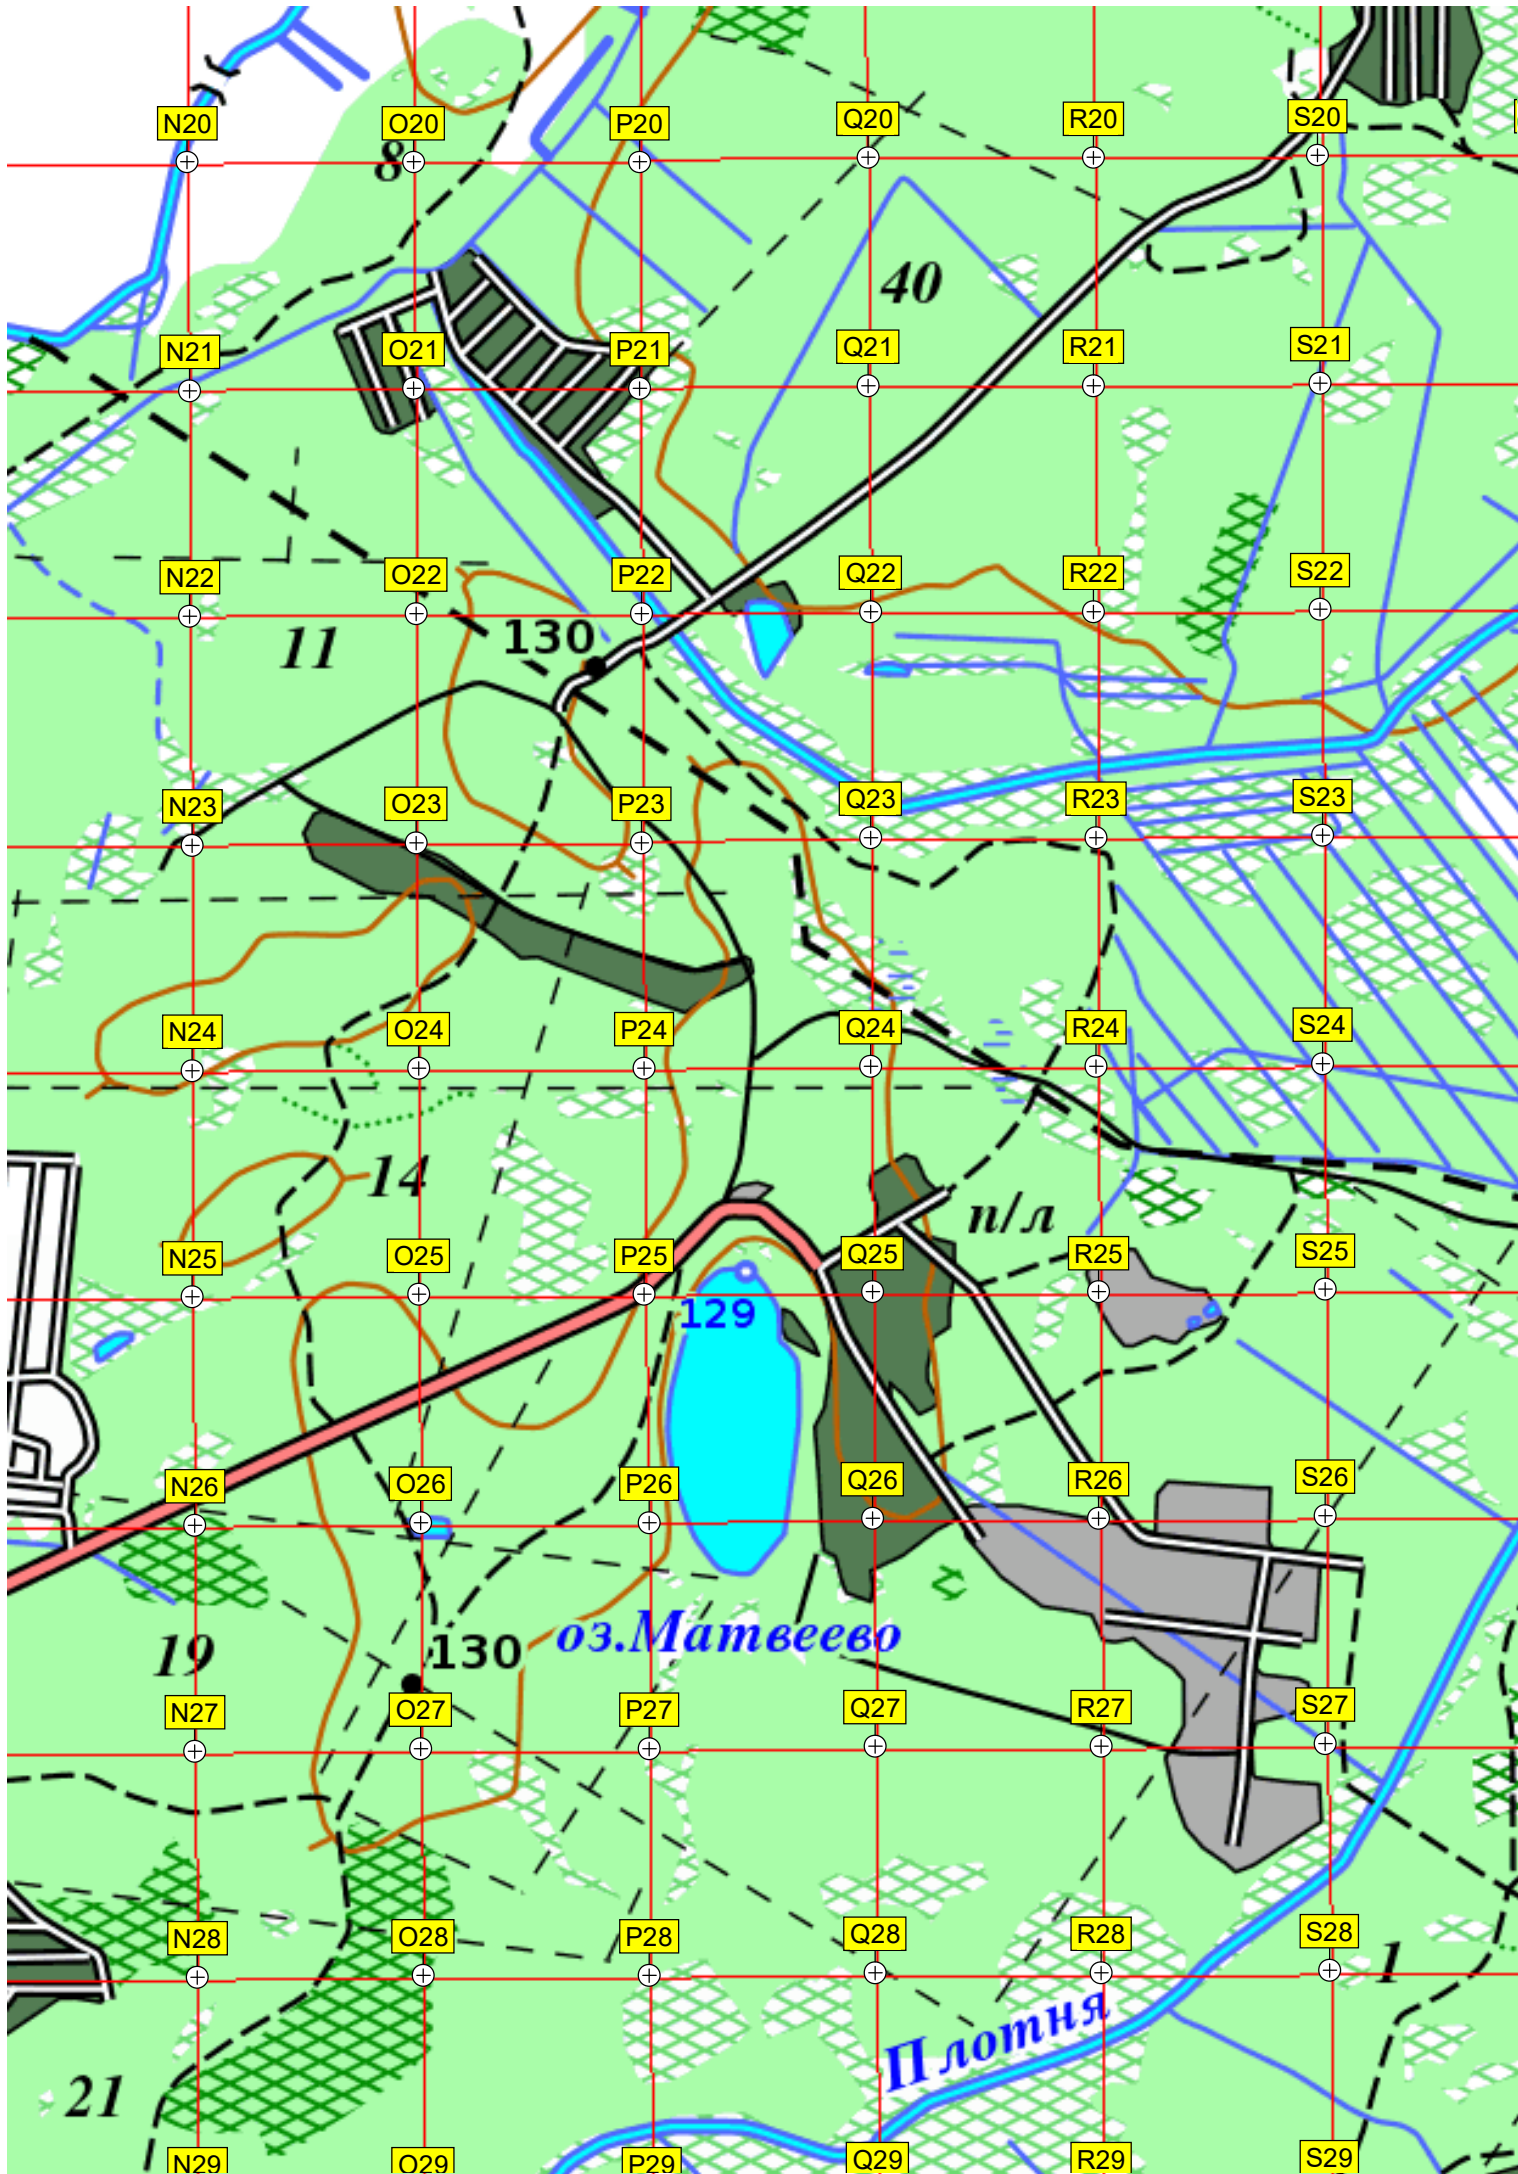 N20 O20 P20 Q20 R20 S20
8
40
N21 O21 P21 Q21 R21 S21
N22 O22 P22 Q22 R22 S22
11
130
N23 O23 P23 Q23 R23 S23
N24 O24 P24 Q24 R24 S24
14
п/л
N25 O25 P25 Q25 R25 S25
129
N26 O26 P26 Q26 R26 S26
оз.Матвеево
19
130
N27 O27 P27 Q27 R27 S27
N28 O28 P28 Q28 R28 S28
1
Плотня
21
N29 O29 P29 Q29 R29 S29